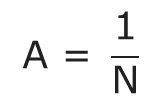 A = 1/N